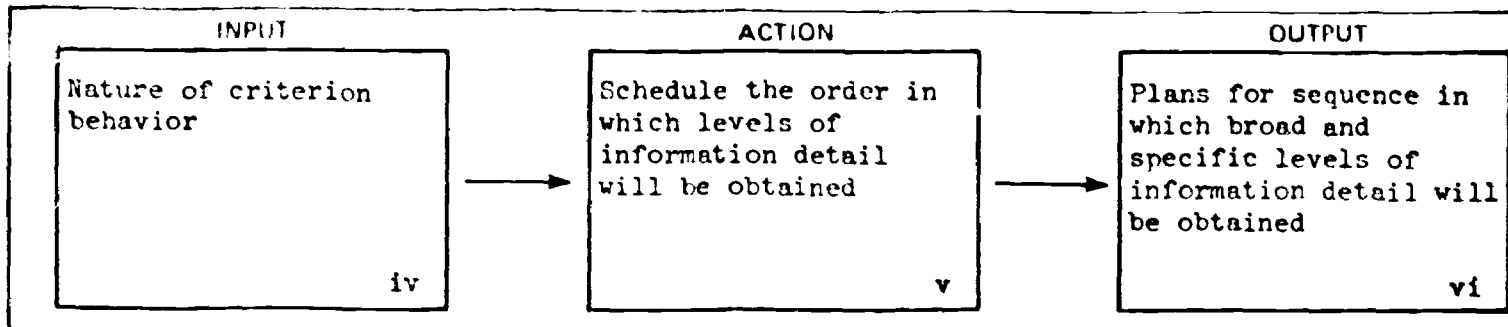 INPUT
Nature of criterion
behavior
iv
ACTION
Schedule the order in
which levels of
information detail
will be obtained
v
OUTPUT
Plans for sequence in
which broad and
specific levels of
information detail will
be obtained
vi